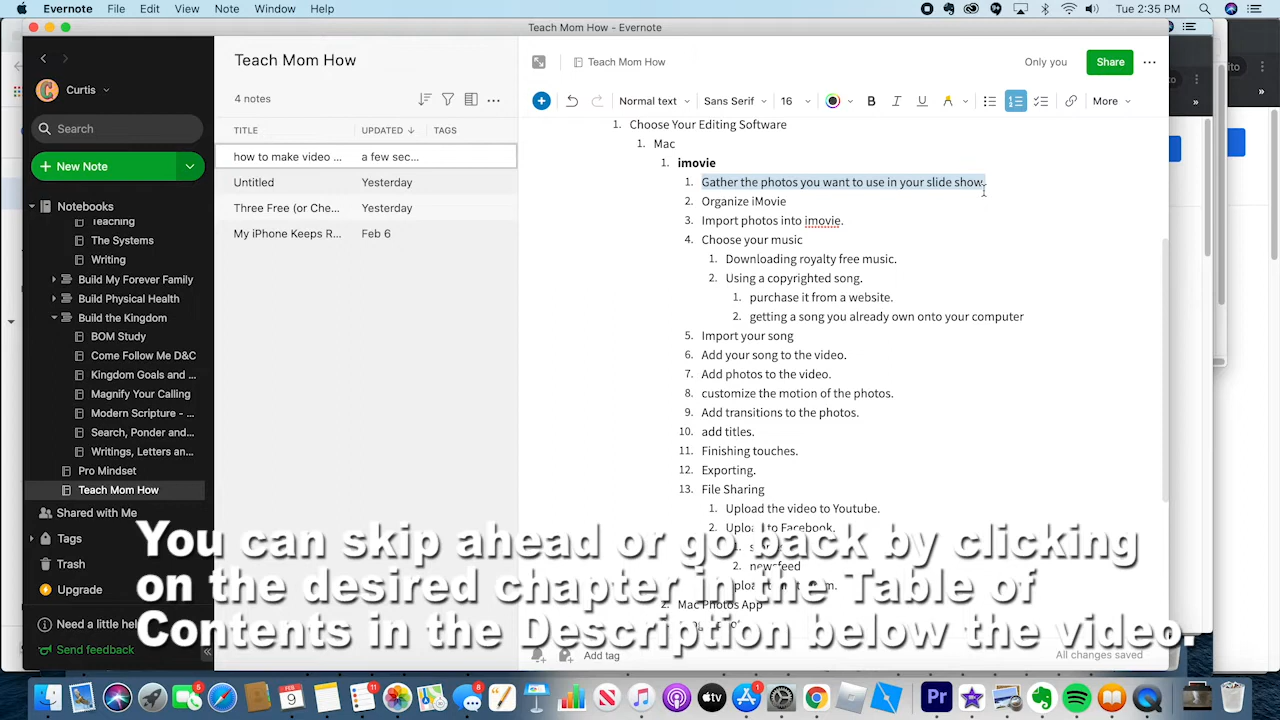 Evernote File Edit Note Format View Window Help
Tue 2:35 PM
Teach Mom How - Evernote
Curtis
Search
New Note
Notebooks
Teaching
The Systems
Writing
Build My Forever Family
Build Physical Health
Build the Kingdom
BOM Study
Come Follow Me D&C
Kingdom Goals and ...
Magnify Your Calling
Modern Scripture - ...
Search, Ponder and...
Writings, Letters an...
Pro Mindset
Teach Mom How
Shared with Me
Tags
Trash
Upgrade
Need a little hel
Send feedback
Teach Mom How
4 notes
TITLE UPDATED TAGS
how to make video ... a few sec...
Untitled Yesterday
Three Free (or Che... Yesterday
My iPhone Keeps R... Feb 6
Teach Mom How Only you Share
Normal text Sans Serif 16 B I U A More
1. Choose Your Editing Software
1. Mac
1. imovie
1. Gather the photos you want to use in your slide show.
2. Organize iMovie
3. Import photos into imovie.
4. Choose your music
1. Downloading royalty free music.
2. Using a copyrighted song.
1. purchase it from a website.
2. getting a song you already own onto your computer
5. Import your song
6. Add your song to the video.
7. Add photos to the video.
8. customize the motion of the photos.
9. Add transitions to the photos.
10. add titles.
11. Finishing touches.
12. Exporting.
13. File Sharing
1. Upload the video to Youtube.
2. Upload to Facebook.
2. newsfeed
2. Mac Photos App
Add tag
All changes saved
You can skip ahead or go back by clicking
on the desired chapter in the Table of
Contents in the Description below the video.